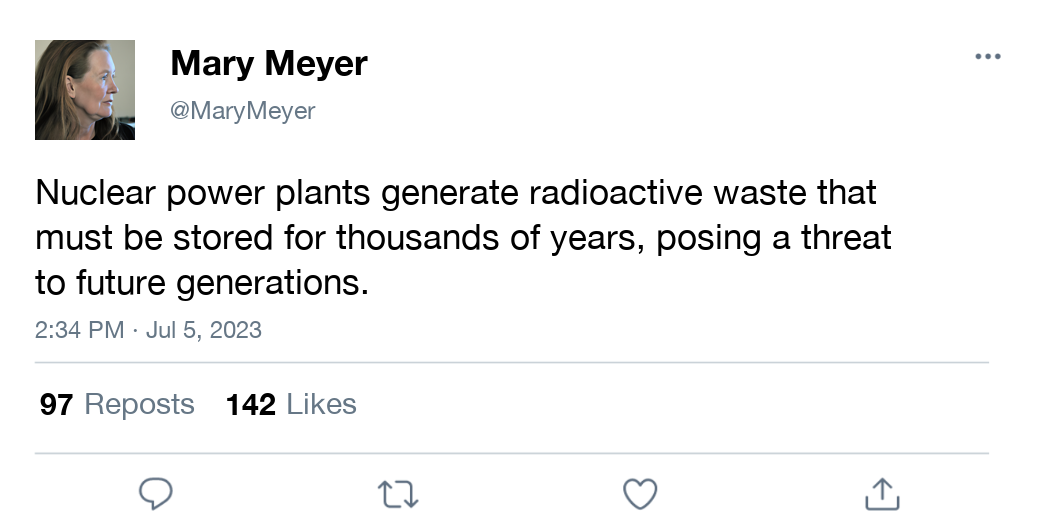 Mary Meyer
@MaryMeyer
Nuclear power plants generate radioactive waste that
must be stored for thousands of years, posing a threat
to future generations.
2:34 PM · Jul 5, 2023
97 Reposts 142 Likes